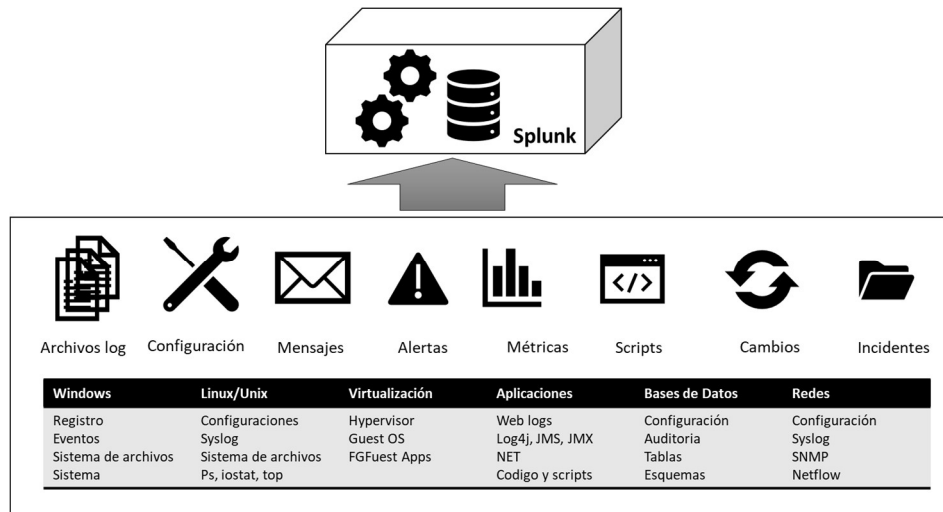 Splunk
</>
Archivos log Configuración Mensajes Alertas Métricas Scripts Cambios Incidentes
Windows Linux/Unix Virtualización Aplicaciones Bases de Datos Redes
Registro Configuraciones Hypervisor Web logs Configuración Configuración
Eventos Syslog Guest OS Log4j, JMS, JMX Auditoria Syslog
Sistema de archivos Sistema de archivos FGFuest Apps NET Tablas SNMP
Sistema Ps, iostat, top Codigo y scripts Esquemas Netflow